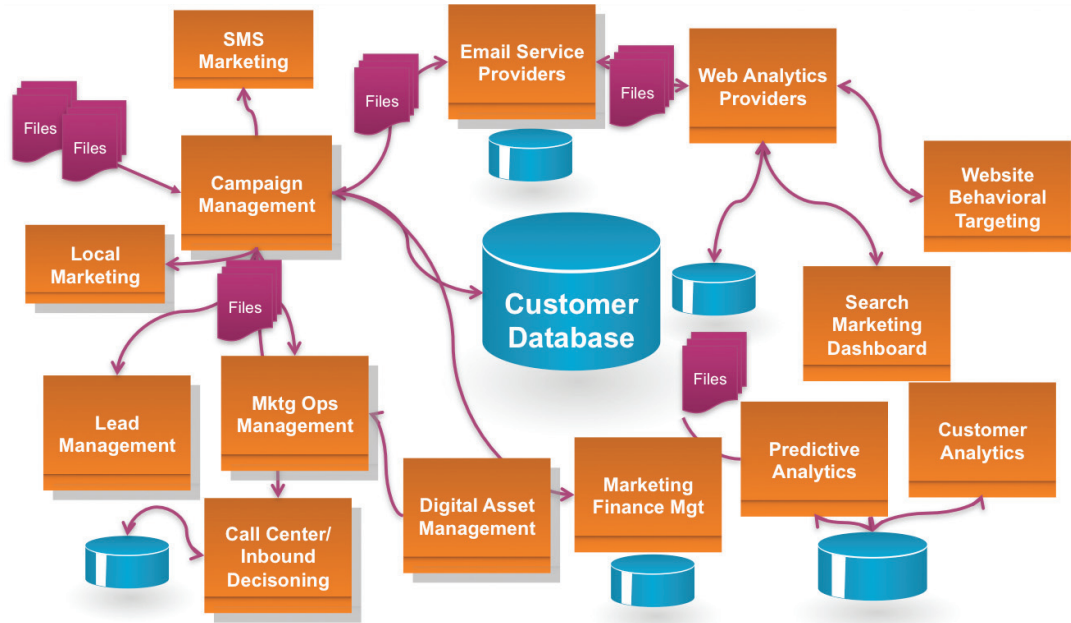 SMS
Marketing
Email Service
Providers
Web Analytics
Providers
Files
Files
Files
Files
Campaign
Management
Website
Behavioral
Targeting
Local
Marketing
Files
Customer
Database
Search
Marketing
Dashboard
Files
Lead
Management
Mktg Ops
Management
Predictive
Analytics
Customer
Analytics
Digital Asset
Management
Marketing
Finance Mgt
Call Center/
Inbound
Decisoning